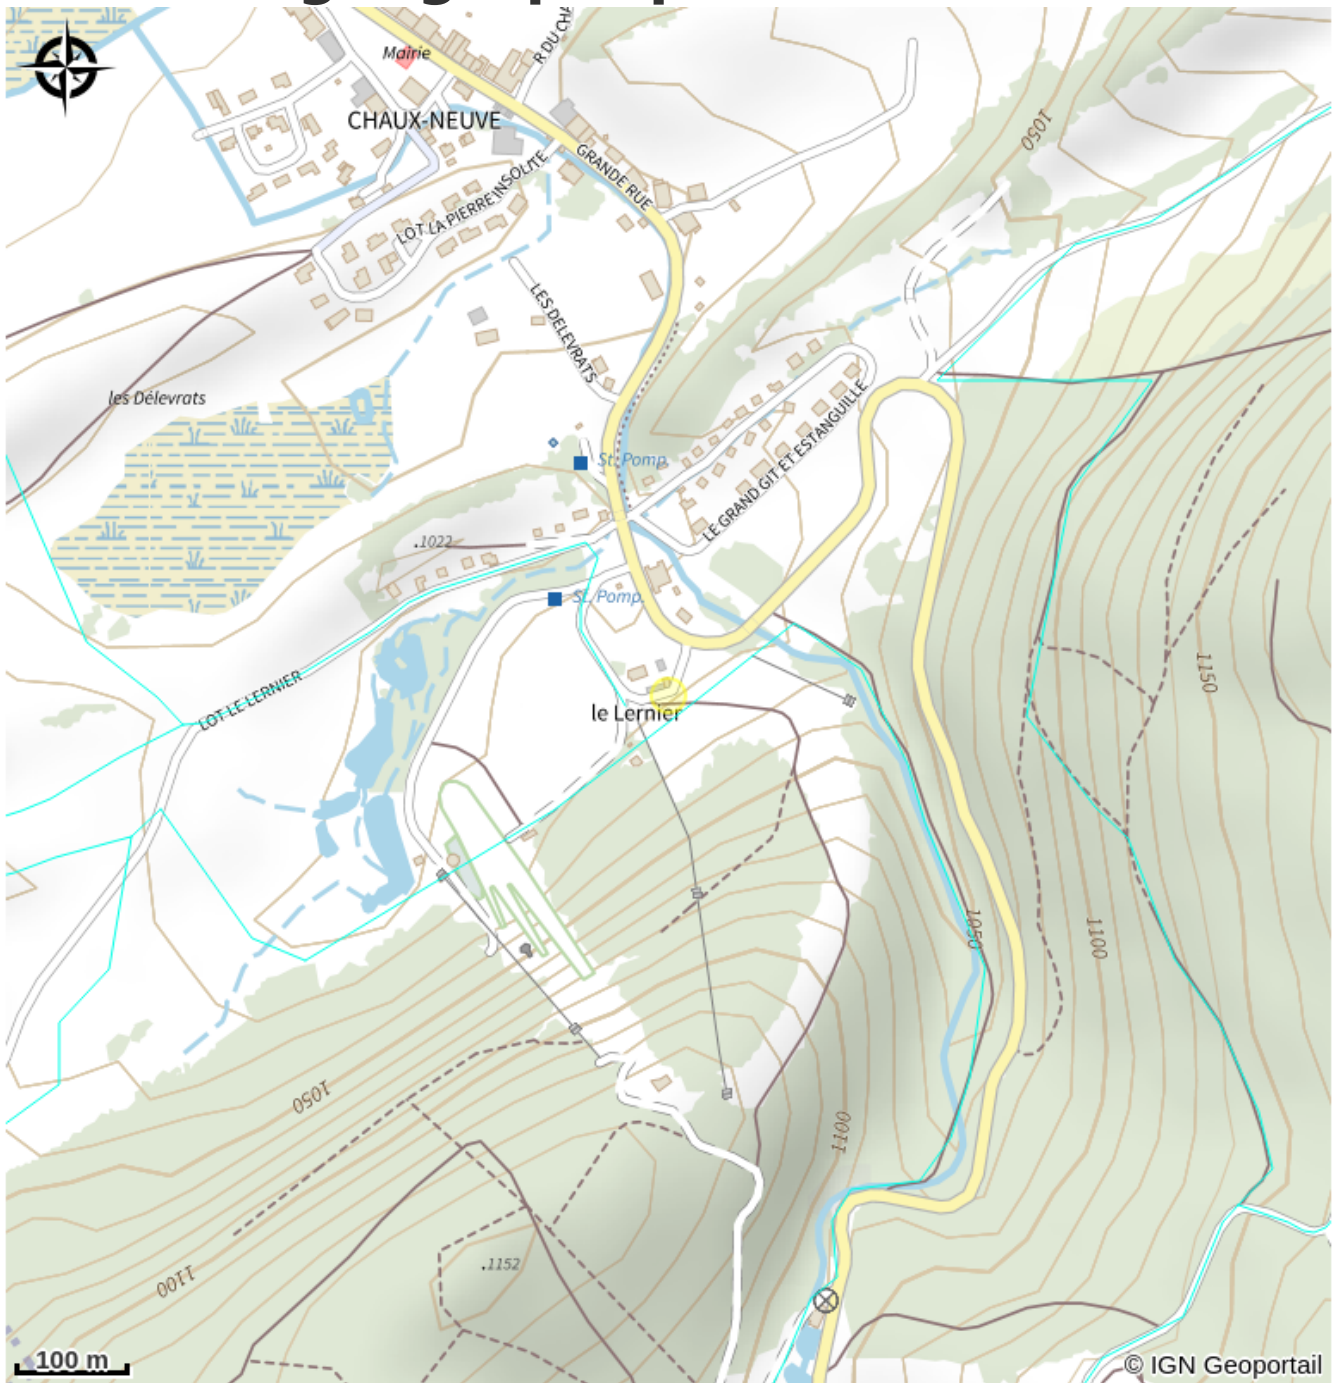 Mairie
R DU CHA
CHAUX-NEUVE
GRANDE RUE
1050
LOT LA PIERRE INSOLITE
LES DELEVRATS
les Délevrats
St. Pomp.
LE GRAND GIT ET ESTANGUILLE
.1022
St. Pomp.
1150
LOT LE LERNIER
le Lernier
1050
1100
1050
1100
.1152
1100
100 m
© IGN Geoportail